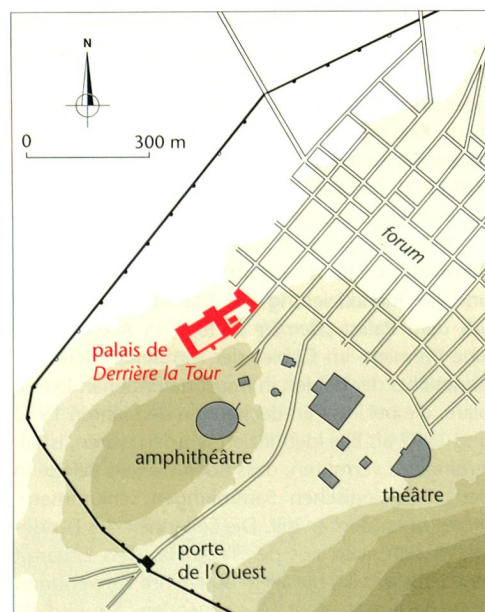 N
0 300 m
forum
palais de
Derrière la Tour
amphithéâtre
théâtre
porte
de l'Ouest